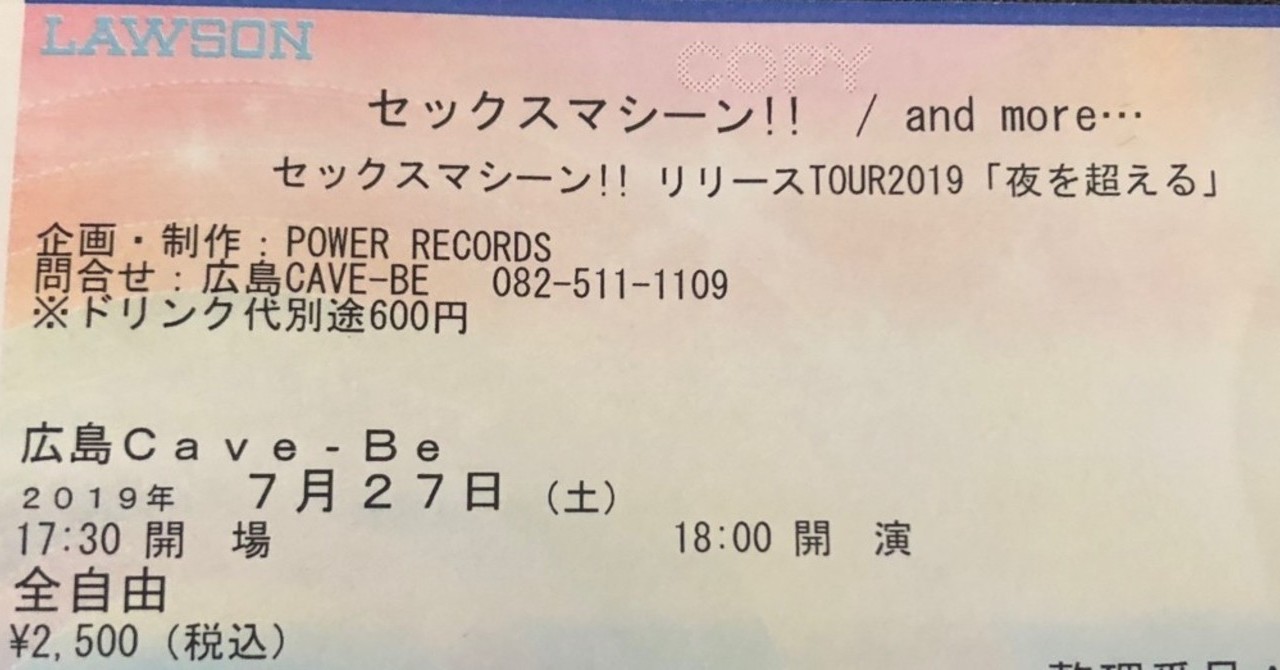 LAWSON
COPY
セックスマシーン!! / and more…
セックスマシーン!! リリースTOUR2019「夜を超える」
企画・制作：POWER RECORDS
問合せ：広島CAVE-BE 082-511-1109
※ドリンク代別途600円
広島Ｃａｖｅ－Ｂｅ
２０１９年 ７月２７日（土）
17:30 開 場 18:00 開 演
全自由
¥2,500（税込）
整理番号